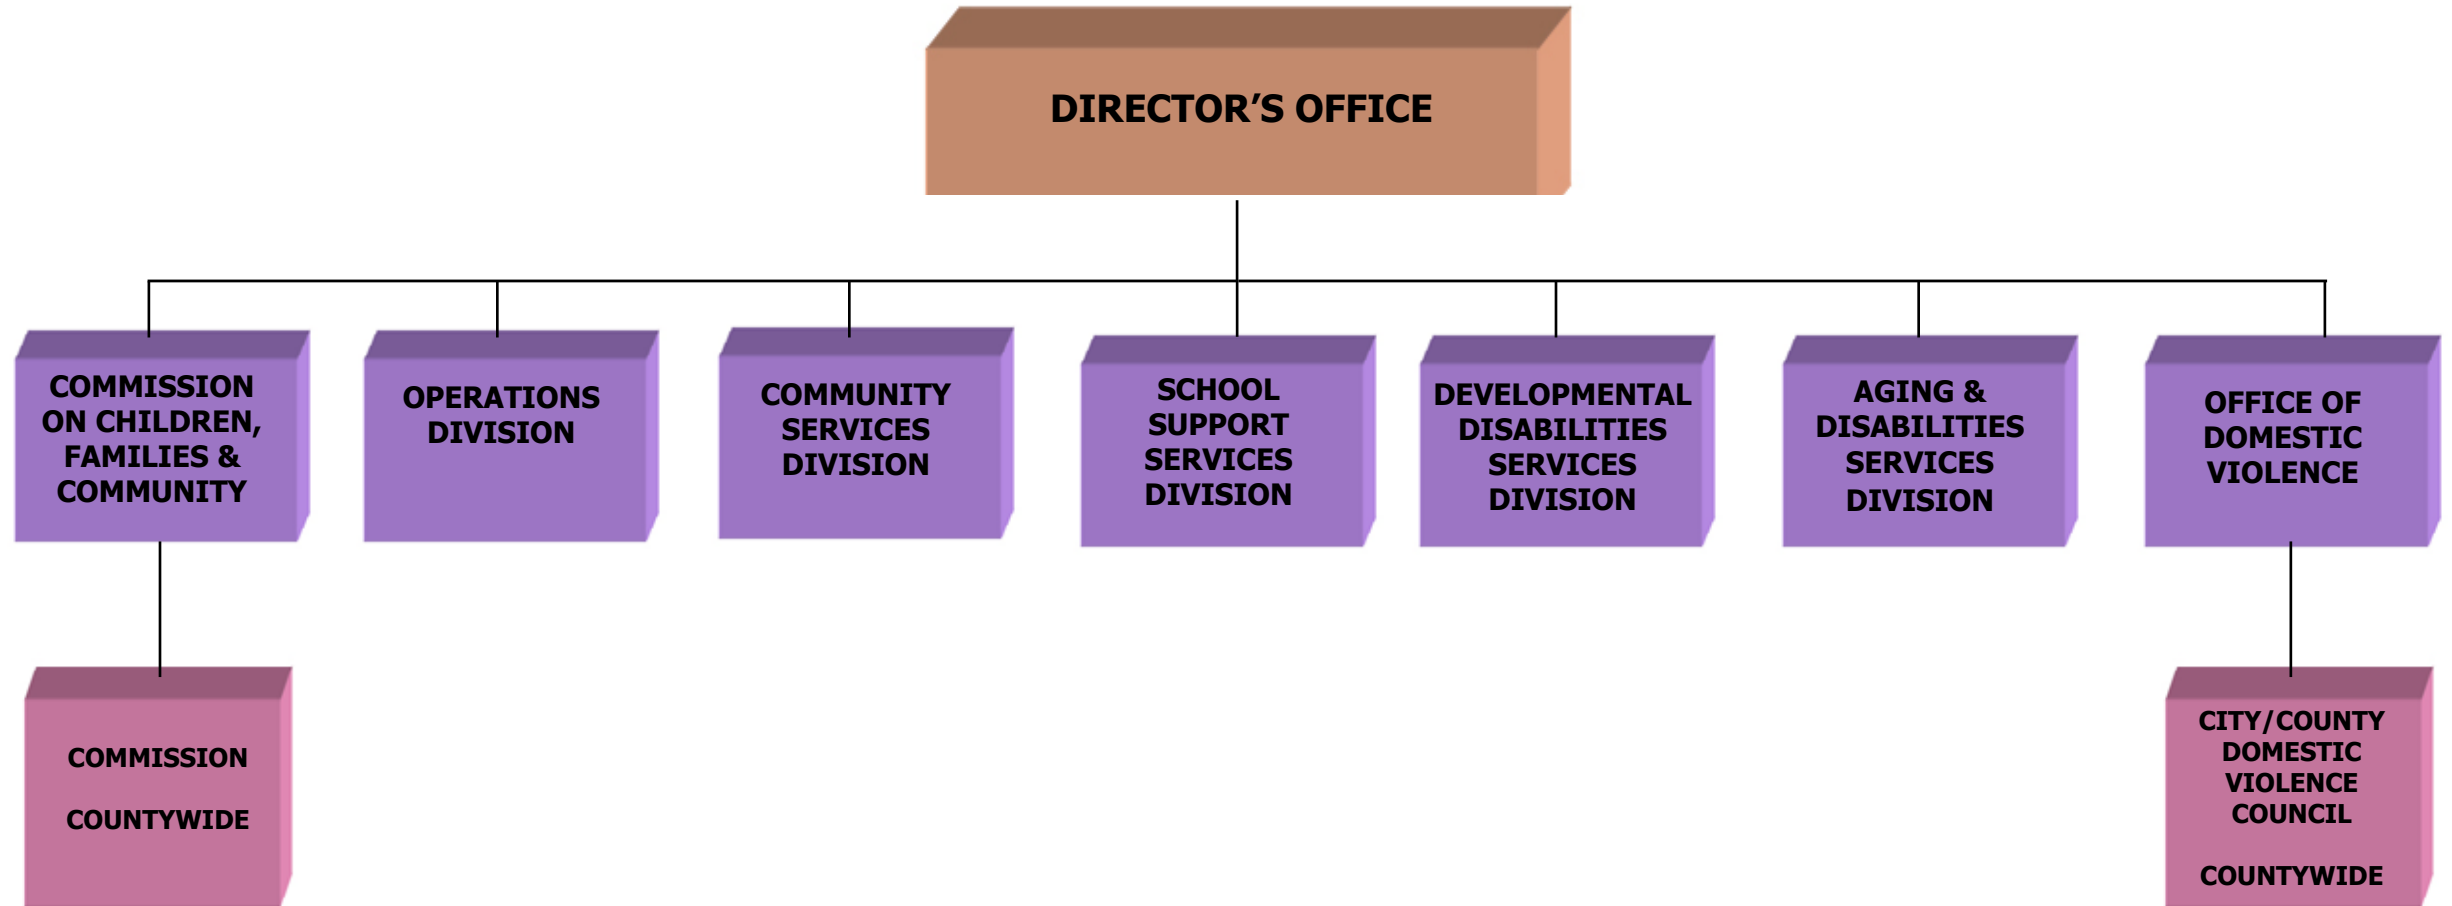 DIRECTOR’S OFFICE
COMMISSION
ON CHILDREN,
FAMILIES &
COMMUNITY
OPERATIONS
DIVISION
COMMUNITY
SERVICES
DIVISION
SCHOOL
SUPPORT
SERVICES
DIVISION
DEVELOPMENTAL
DISABILITIES
SERVICES
DIVISION
AGING &
DISABILITIES
SERVICES
DIVISION
OFFICE OF
DOMESTIC
VIOLENCE
COMMISSION
COUNTYWIDE
CITY/COUNTY
DOMESTIC
VIOLENCE
COUNCIL
COUNTYWIDE